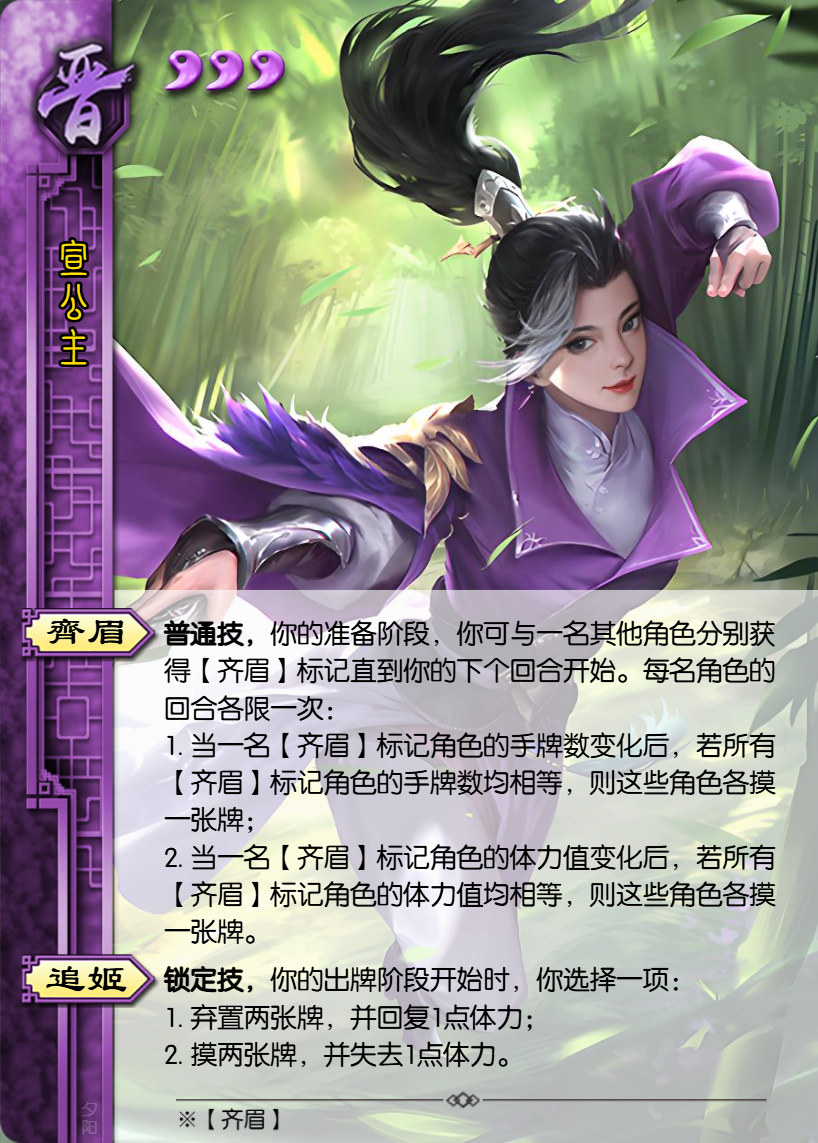 晋
宣公主
齊眉
普通技，你的准备阶段，你可与一名其他角色分别获
得【齐眉】标记直到你的下个回合开始。每名角色的
回合各限一次：
1. 当一名【齐眉】标记角色的手牌数变化后，若所有
【齐眉】标记角色的手牌数均相等，则这些角色各摸
一张牌；
2. 当一名【齐眉】标记角色的体力值变化后，若所有
【齐眉】标记角色的体力值均相等，则这些角色各摸
一张牌。
追姬
锁定技，你的出牌阶段开始时，你选择一项：
1. 弃置两张牌，并回复1点体力；
2. 摸两张牌，并失去1点体力。
※【齐眉】
夕阳